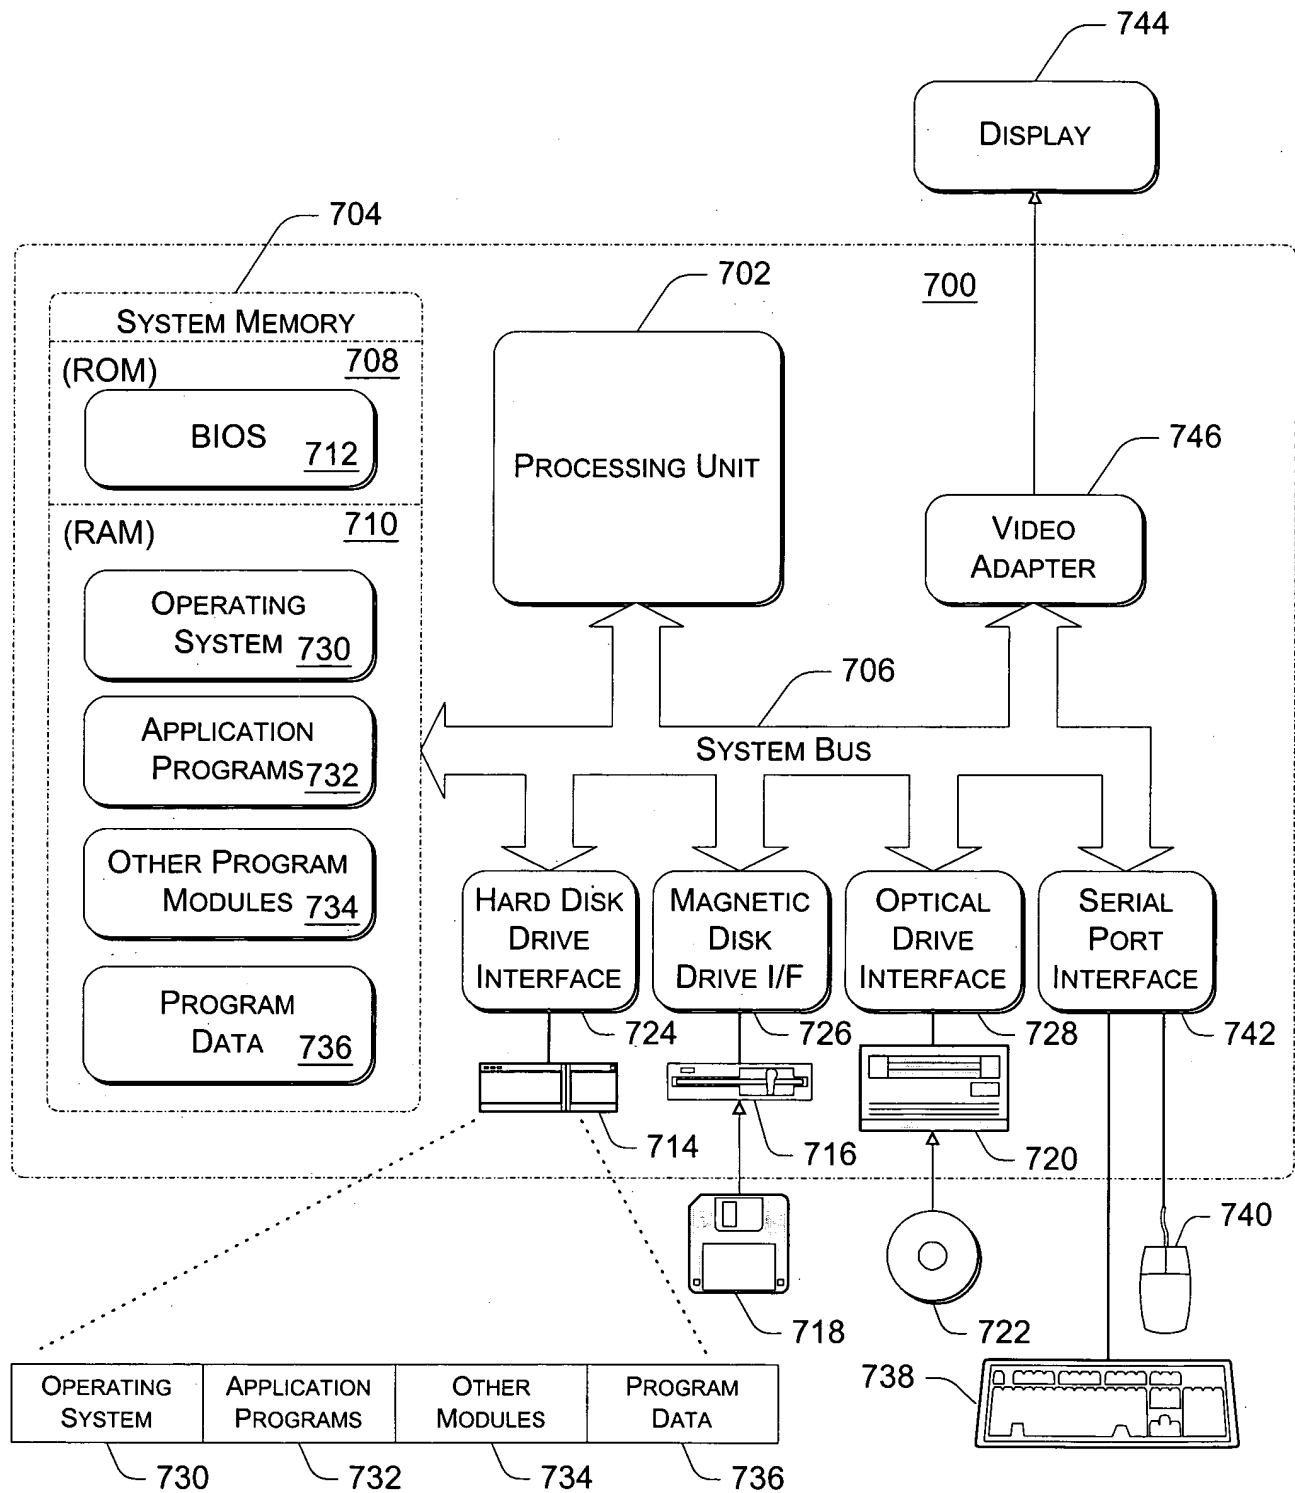 744
DISPLAY
704
702
700
SYSTEM MEMORY
(ROM)
708
BIOS
712
PROCESSING UNIT
746
VIDEO
ADAPTER
(RAM)
710
OPERATING
SYSTEM
730
706
SYSTEM BUS
APPLICATION
PROGRAMS
732
OTHER PROGRAM
MODULES
734
PROGRAM
DATA
736
HARD DISK
DRIVE
INTERFACE
724
MAGNETIC
DISK
DRIVE I/F
726
OPTICAL
DRIVE
INTERFACE
728
SERIAL
PORT
INTERFACE
742
714
716
720
718
722
740
738
OPERATING
SYSTEM
APPLICATION
PROGRAMS
OTHER
MODULES
PROGRAM
DATA
730
732
734
736